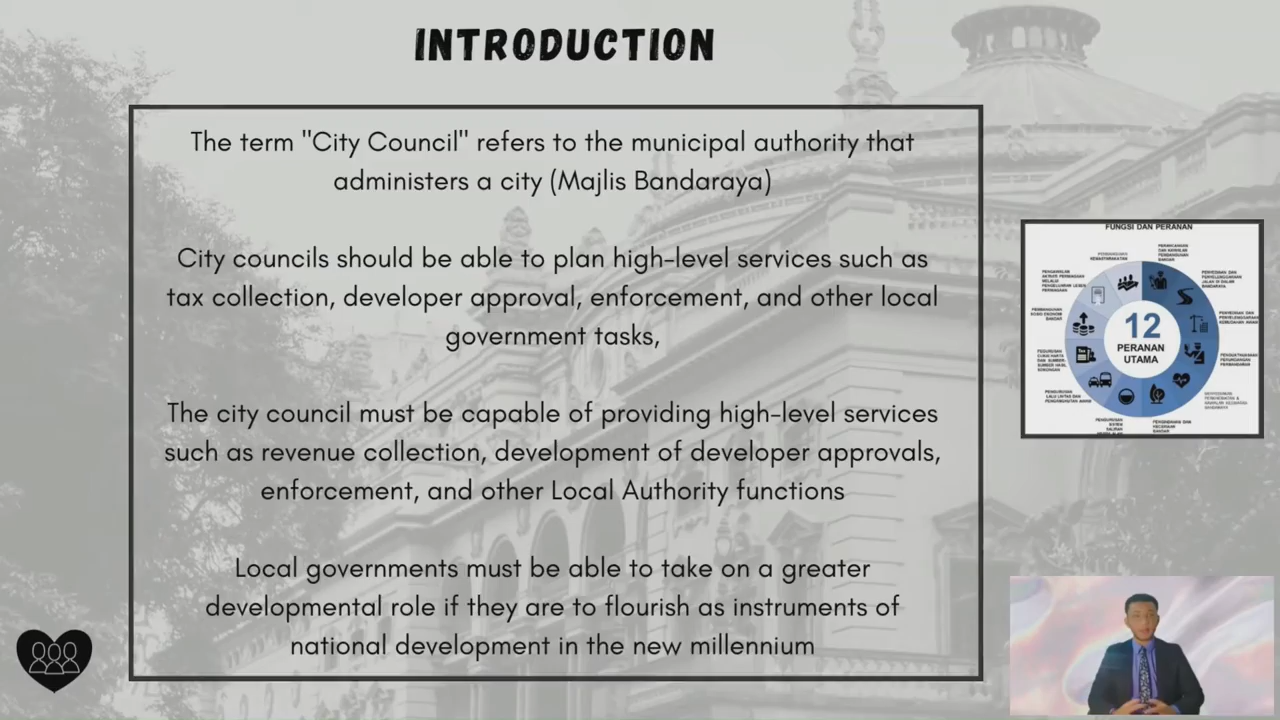 INTRODUCTION
The term "City Council" refers to the municipal authority that
administers a city (Majlis Bandaraya)
City councils should be able to plan high-level services such as
tax collection, developer approval, enforcement, and other local
government tasks,
The city council must be capable of providing high-level services
such as revenue collection, development of developer approvals,
enforcement, and other Local Authority functions
Local governments must be able to take on a greater
developmental role if they are to flourish as instruments of
national development in the new millennium
FUNGSI DAN PERANAN
12
PERANAN
UTAMA